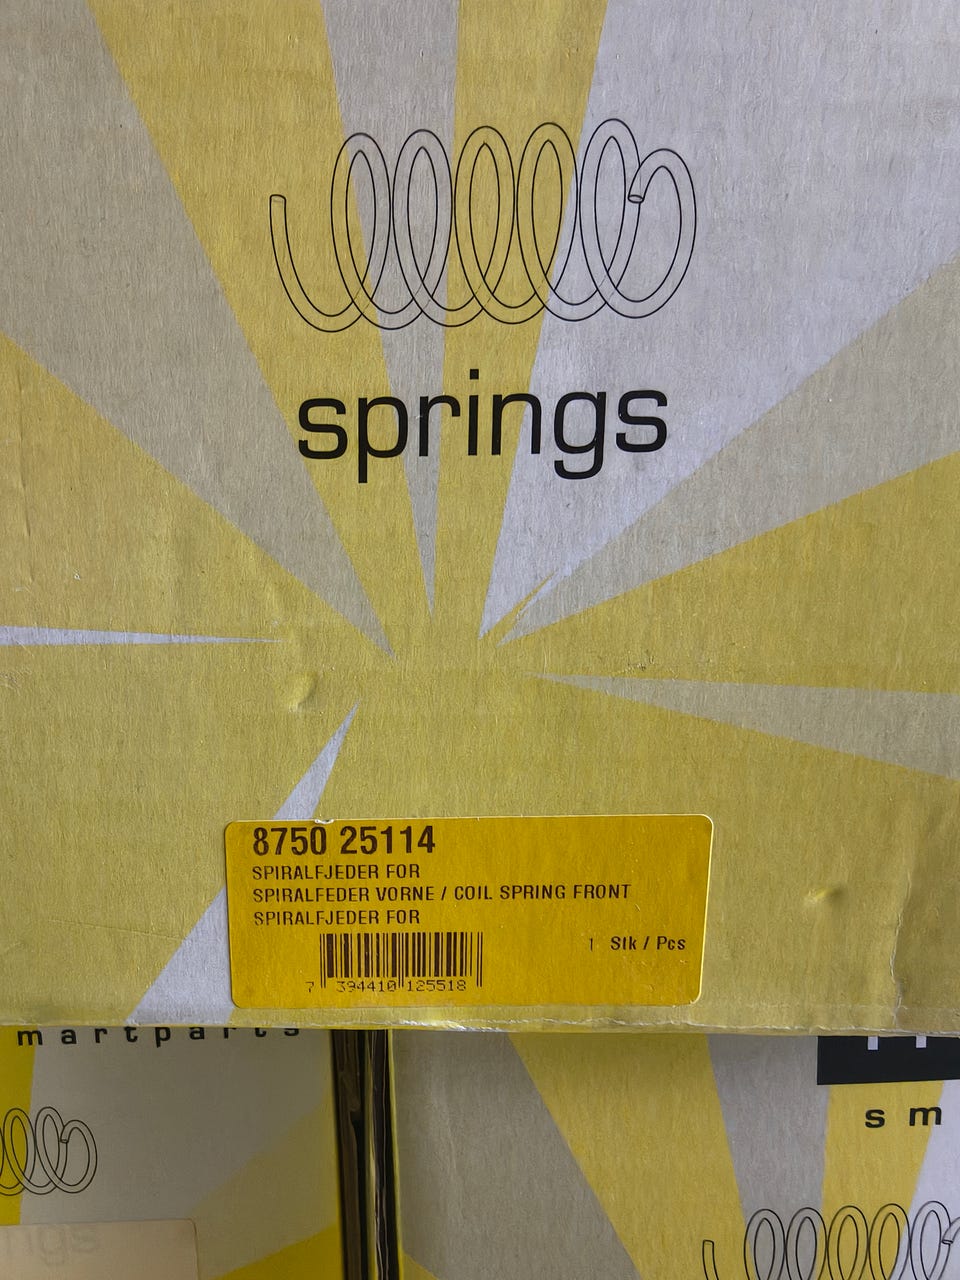 springs
8750 25114
SPIRALFJEDER FOR
SPIRALFEDER VORNE / COIL SPRING FRONT
SPIRALFJEDER FOR
1 Stk / Pcs
7 394410 125518
martparts
sm
ngs